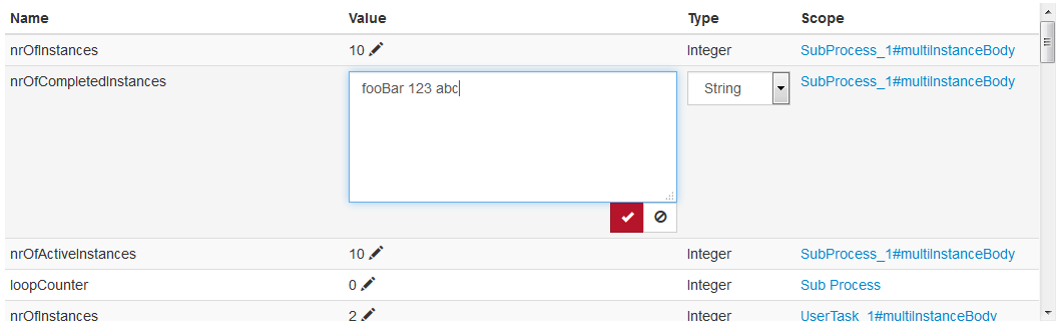 Name Value Type Scope
nrOfInstances 10 Integer SubProcess_1#multiInstanceBody
nrOfCompletedInstances fooBar 123 abc String SubProcess_1#multiInstanceBody
nrOfActiveInstances 10 Integer SubProcess_1#multiInstanceBody
loopCounter 0 Integer Sub Process
nrOfInstances 2 Integer UserTask_1#multiInstanceBody